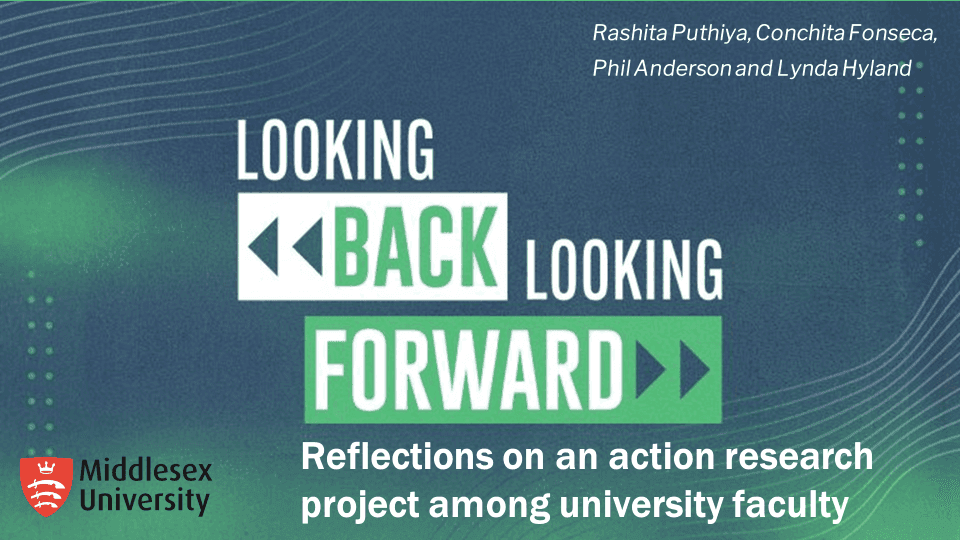 Rashita Puthiya, Conchita Fonseca,
Phil Anderson and Lynda Hyland
LOOKING
BACK
LOOKING
FORWARD
Reflections on an action research
project among university faculty
Middlesex
University